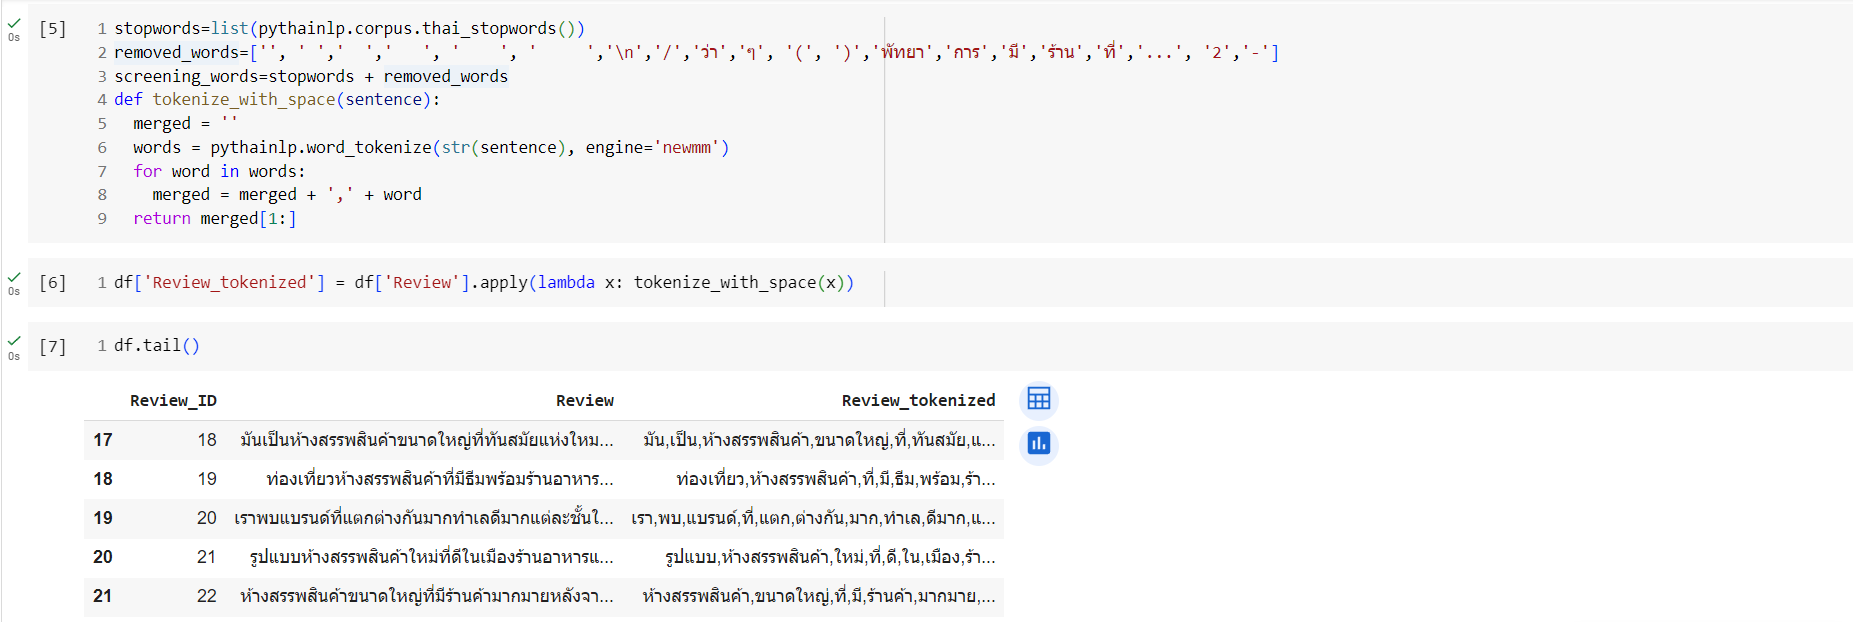 [5] 1 stopwords=list(pythainlp.corpus.thai_stopwords())
0s 2 removed_words=['', ' ','  ','   ', '    ', '     ','\n','/','ว่า','ๆ', '(', ')','พัทยา','การ','มี','ร้าน','ที่','...', '2','-']
3 screening_words=stopwords + removed_words
4 def tokenize_with_space(sentence):
5   merged = ''
6   words = pythainlp.word_tokenize(str(sentence), engine='newmm')
7   for word in words:
8     merged = merged + ',' + word
9   return merged[1:]
[6] 1 df['Review_tokenized'] = df['Review'].apply(lambda x: tokenize_with_space(x))
0s
[7] 1 df.tail()
0s
Review_ID Review Review_tokenized
17 18 มันเป็นห้างสรรพสินค้าขนาดใหญ่ที่ทันสมัยแห่งใหม... มัน,เป็น,ห้างสรรพสินค้า,ขนาดใหญ่,ที่,ทันสมัย,แ...
18 19 ท่องเที่ยวห้างสรรพสินค้าที่มีธีมพร้อมร้านอาหาร... ท่องเที่ยว,ห้างสรรพสินค้า,ที่,มี,ธีม,พร้อม,ร้า...
19 20 เราพบแบรนด์ที่แตกต่างกันมากทำเลดีมากแต่ละชั้นใ... เรา,พบ,แบรนด์,ที่,แตก,ต่างกัน,มาก,ทำเล,ดีมาก,แ...
20 21 รูปแบบห้างสรรพสินค้าใหม่ที่ดีในเมืองร้านอาหารแ... รูปแบบ,ห้างสรรพสินค้า,ใหม่,ที่,ดี,ใน,เมือง,ร้า...
21 22 ห้างสรรพสินค้าขนาดใหญ่ที่มีร้านค้ามากมายหลังจา... ห้างสรรพสินค้า,ขนาดใหญ่,ที่,มี,ร้านค้า,มากมาย,...